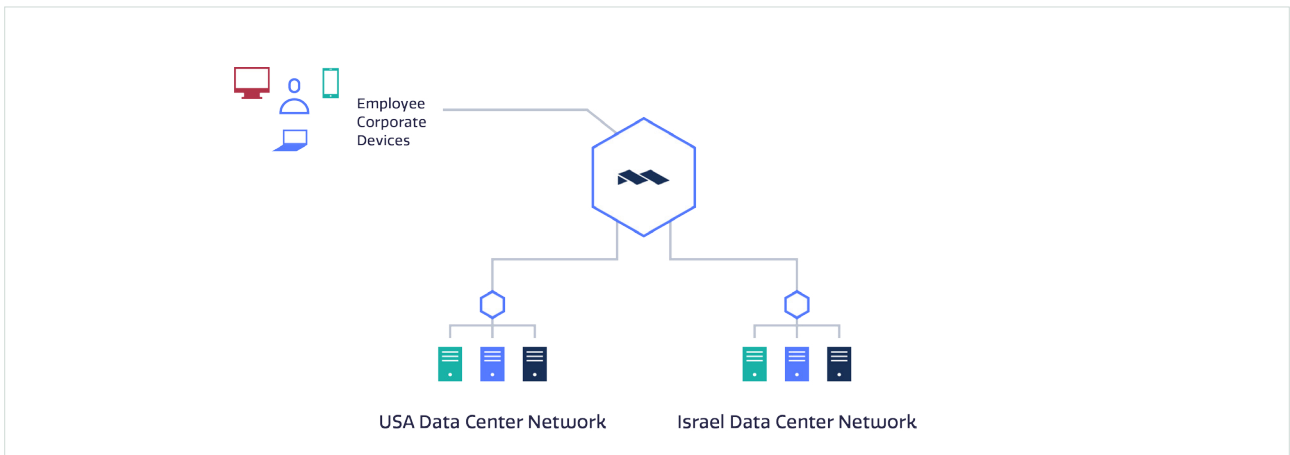 Employee
Corporate
Devices
USA Data Center Network
Israel Data Center Network